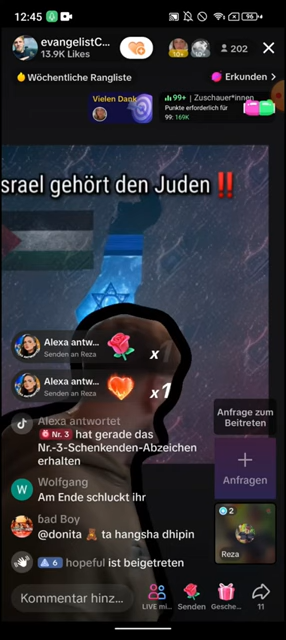 12:45
96
evangelistC...
13.9K Likes
10+
10+
202
Wöchentliche Rangliste
Erkunden >
Vielen Dank
99+ | Zuschauer*innen
Punkte erforderlich für
99: 169K
srael gehört den Juden ‼
Alexa antw...
Senden an Reza
x
Alexa antw...
Senden an Reza
x1
Alexa antwortet
Nr. 3 hat gerade das
Nr.-3-Schenkenden-Abzeichen
erhalten
W
Wolfgang
Am Ende schluckt ihr
bad Boy
@donita 🧸 ta hangsha dhipin
6 hopeful ist beigetreten
Anfrage zum
Beitreten
+
Anfragen
2
Reza
Kommentar hinz...
LIVE mi...
Senden
Gesche...
11